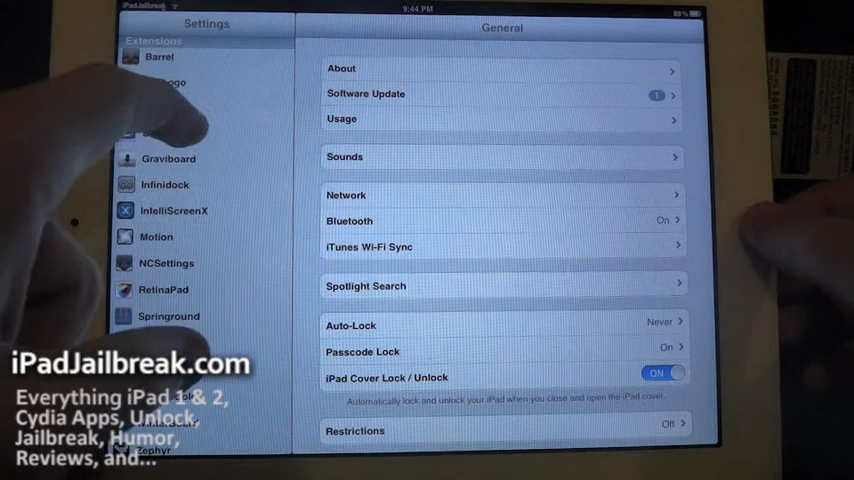 iPadJailbreak
9:44 PM
86%
Settings
General
Extensions
Barrel
Graviboard
Infinidock
IntelliScreenX
Motion
NCSettings
RetinaPad
Springround
Zephyr
About
Software Update 1
Usage
Sounds
Network
Bluetooth On
iTunes Wi-Fi Sync
Spotlight Search
Auto-Lock Never
Passcode Lock On
iPad Cover Lock / Unlock ON
Automatically lock and unlock your iPad when you close and open the iPad cover.
Restrictions Off
iPadJailbreak.com
Everything iPad 1 & 2,
Cydia Apps, Unlock,
Jailbreak, Humor,
Reviews, and...